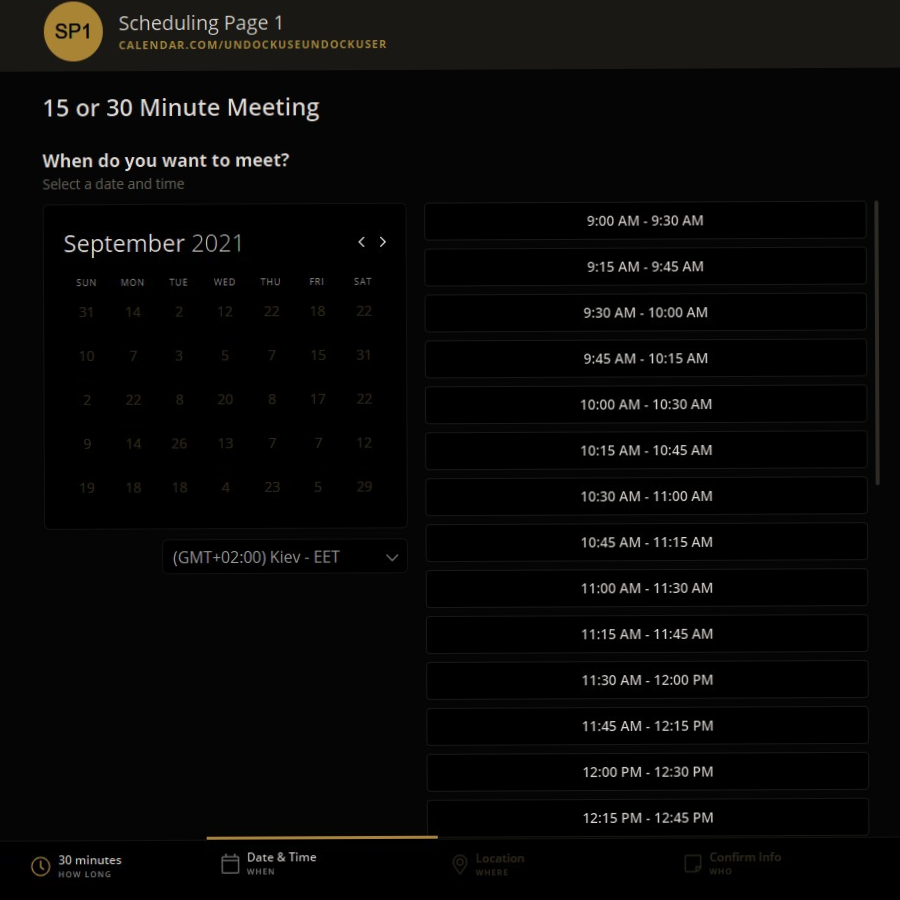 SP1
Scheduling Page 1
CALENDAR.COM/UNDOCKUSEUNDOCKUSER
15 or 30 Minute Meeting
When do you want to meet?
Select a date and time
September 2021
SUN MON TUE WED THU FRI SAT
31 14 2 12 22 18 22
10 7 3 5 7 15 31
2 22 8 20 8 17 22
9 14 26 13 7 7 12
19 18 18 4 23 5 29
(GMT+02:00) Kiev - EET
9:00 AM - 9:30 AM
9:15 AM - 9:45 AM
9:30 AM - 10:00 AM
9:45 AM - 10:15 AM
10:00 AM - 10:30 AM
10:15 AM - 10:45 AM
10:30 AM - 11:00 AM
10:45 AM - 11:15 AM
11:00 AM - 11:30 AM
11:15 AM - 11:45 AM
11:30 AM - 12:00 PM
11:45 AM - 12:15 PM
12:00 PM - 12:30 PM
12:15 PM - 12:45 PM
30 minutes
HOW LONG
Date & Time
WHEN
Location
WHERE
Confirm Info
WHO